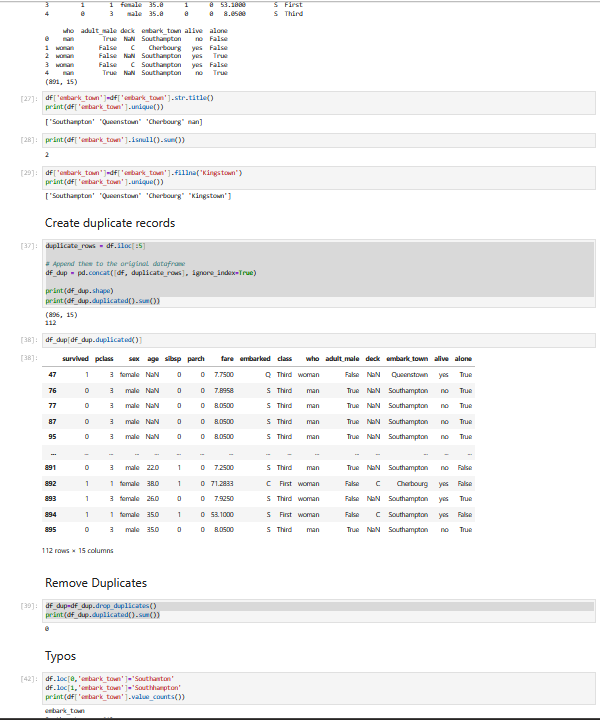 3 1 1 female 35.0 1 0 53.1000 S First
4 0 3 male 35.0 0 0 8.0500 S Third
who adult_male deck embark_town alive alone
0 man True NaN Southampton no False
1 woman False C Cherbourg yes False
2 woman False NaN Southampton yes True
3 woman False C Southampton yes False
4 man True NaN Southampton no True
(891, 15)
[27]: df['embark_town']=df['embark_town'].str.title()
print(df['embark_town'].unique())
['Southampton' 'Queenstown' 'Cherbourg' nan]
[28]: print(df['embark_town'].isnull().sum())
2
[29]: df['embark_town']=df['embark_town'].fillna('Kingstown')
print(df['embark_town'].unique())
['Southampton' 'Queenstown' 'Cherbourg' 'Kingstown']
Create duplicate records
[37]: duplicate_rows = df.iloc[:5]
# Append them to the original dataframe
df_dup = pd.concat([df, duplicate_rows], ignore_index=True)
print(df_dup.shape)
print(df_dup.duplicated().sum())
(896, 15)
112
[38]: df_dup[df_dup.duplicated()]
[38]: survived pclass sex age sibsp parch fare embarked class who adult_male deck embark_town alive alone
47 1 3 female NaN 0 0 7.7500 Q Third woman False NaN Queenstown yes True
76 0 3 male NaN 0 0 7.8958 S Third man True NaN Southampton no True
77 0 3 male NaN 0 0 8.0500 S Third man True NaN Southampton no True
87 0 3 male NaN 0 0 8.0500 S Third man True NaN Southampton no True
95 0 3 male NaN 0 0 8.0500 S Third man True NaN Southampton no True
... ... ... ... ... ... ... ... ... ... ... ... ... ... ... ...
891 0 3 male 22.0 1 0 7.2500 S Third man True NaN Southampton no False
892 1 1 female 38.0 1 0 71.2833 C First woman False C Cherbourg yes False
893 1 3 female 26.0 0 0 7.9250 S Third woman False NaN Southampton yes True
894 1 1 female 35.0 1 0 53.1000 S First woman False C Southampton yes False
895 0 3 male 35.0 0 0 8.0500 S Third man True NaN Southampton no True
112 rows × 15 columns
Remove Duplicates
[39]: df_dup=df_dup.drop_duplicates()
print(df_dup.duplicated().sum())
0
Typos
[42]: df.loc[0,'embark_town']='Southamton'
df.loc[1,'embark_town']='Southhampton'
print(df['embark_town'].value_counts())
embark_town